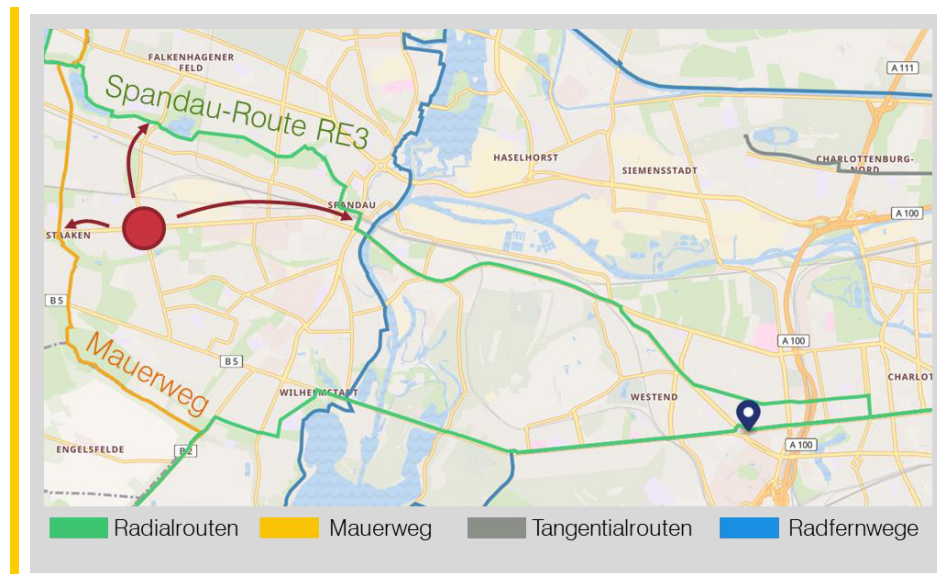 FALKENHAGENER
FELD
A 111
Spandau-Route RE3
HASELHORST
CHARLOTTENBURG-
NORD
SIEMENSSTADT
SPANDAU
A 100
STAAKEN
B 5
A 100
Mauerweg
B 5
CHARLOT
WILHELMSTADT
WESTEND
A 100
ENGELSFELDE
B 2
Radialrouten
Mauerweg
Tangentialrouten
Radfernwege